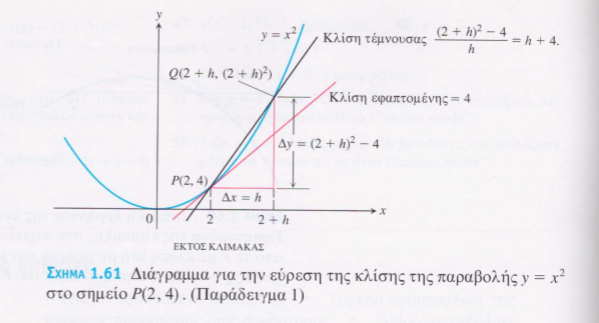 y
y = x²
Κλίση τέμνουσας (2 + h)² − 4 / h = h + 4.
Q(2 + h, (2 + h)²)
Κλίση εφαπτομένης = 4
Δy = (2 + h)² − 4
P(2, 4)
Δx = h
0
2
2 + h
x
ΕΚΤΟΣ ΚΛΙΜΑΚΑΣ
ΣΧΗΜΑ 1.61 Διάγραμμα για την εύρεση της κλίσης της παραβολής y = x²
στο σημείο P(2, 4). (Παράδειγμα 1)